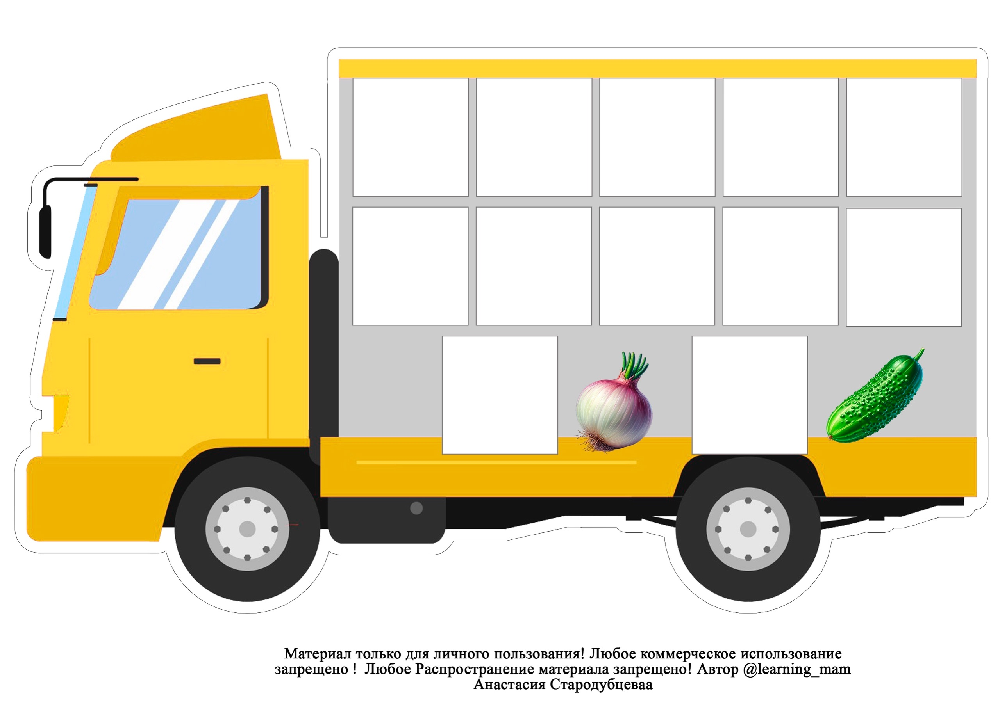 Материал только для личного пользования! Любое коммерческое использование
запрещено ! Любое Распространение материала запрещено! Автор @learning_mam
Анастасия Стародубцеваа